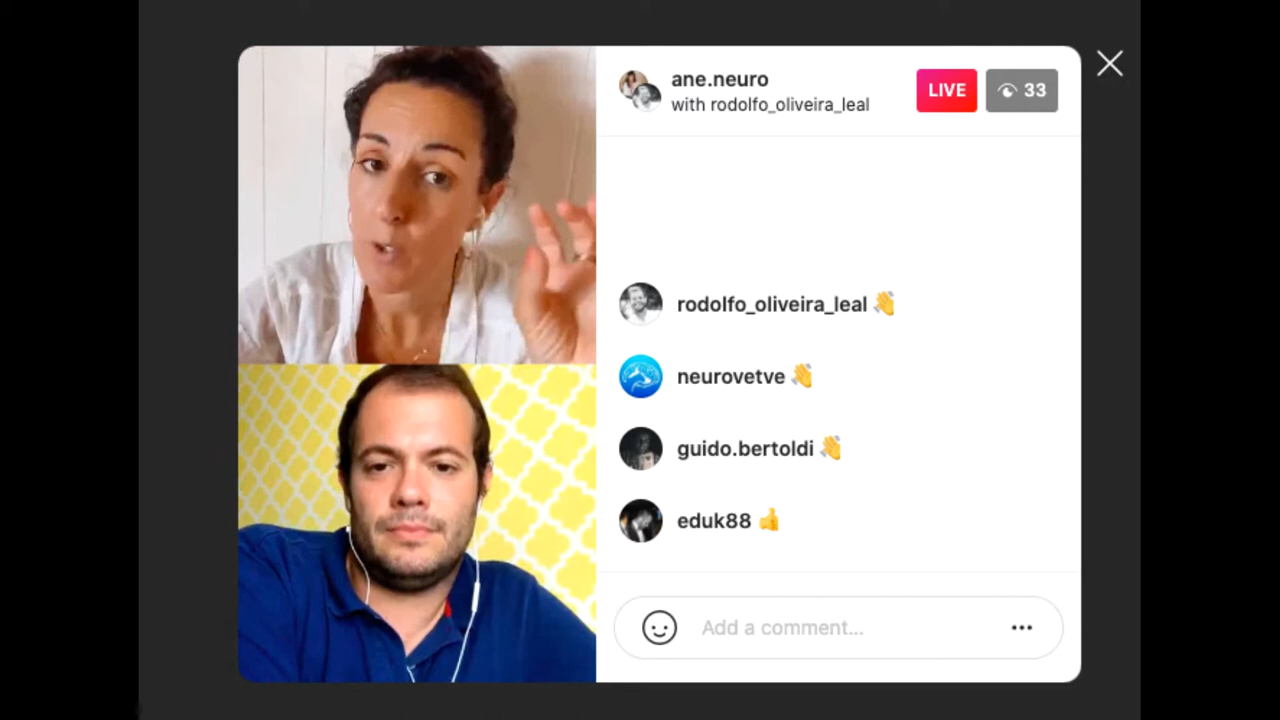 ane.neuro
with rodolfo_oliveira_leal
LIVE
33
rodolfo_oliveira_leal 👋
neurovetve 👋
guido.bertoldi 👋
eduk88 👍
Add a comment...